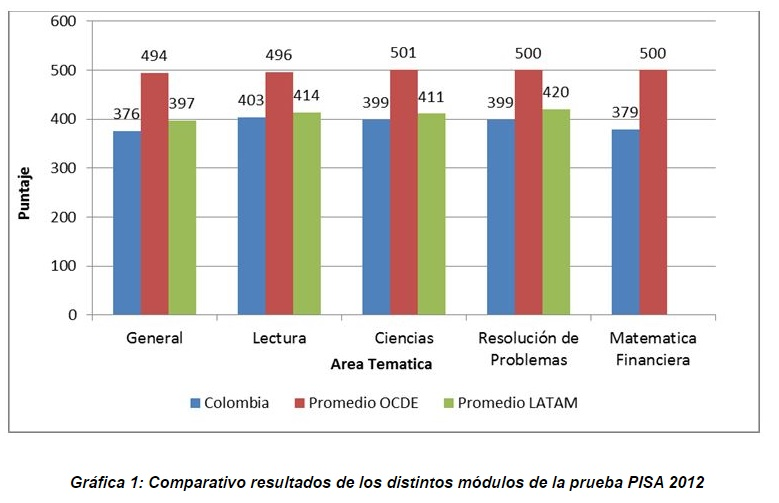 600
500
400
300
200
100
0
Puntaje
376
494
397
403
496
414
399
501
411
399
500
420
379
500
General
Lectura
Ciencias
Resolución de
Problemas
Matematica
Financiera
Area Tematica
Colombia
Promedio OCDE
Promedio LATAM
Gráfica 1: Comparativo resultados de los distintos módulos de la prueba PISA 2012